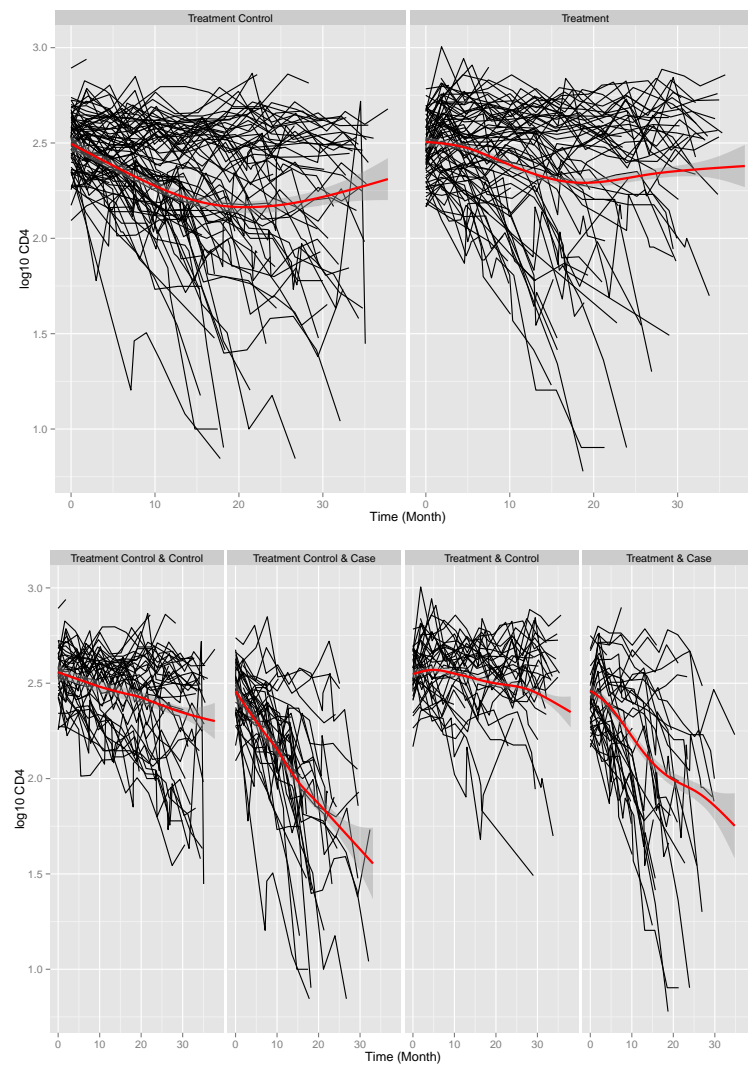 Treatment Control Treatment
3.0
2.5
2.0
1.5
1.0
log10 CD4
0 10 20 30 0 10 20 30
Time (Month)
Treatment Control & Control Treatment Control & Case Treatment & Control Treatment & Case
3.0
2.5
2.0
1.5
1.0
log10 CD4
0 10 20 30 0 10 20 30 0 10 20 30 0 10 20 30
Time (Month)